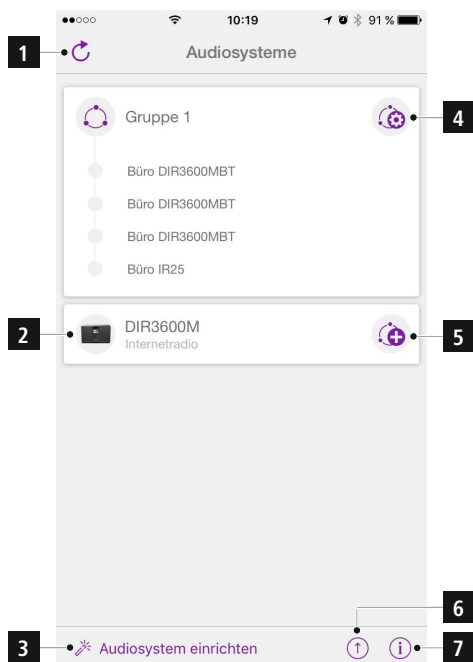 10:19
91 %
1
Audiosysteme
Gruppe 1
4
Büro DIR3600MBT
Büro DIR3600MBT
Büro DIR3600MBT
Büro IR25
2
DIR3600M
Internetradio
5
6
3
Audiosystem einrichten
i
7